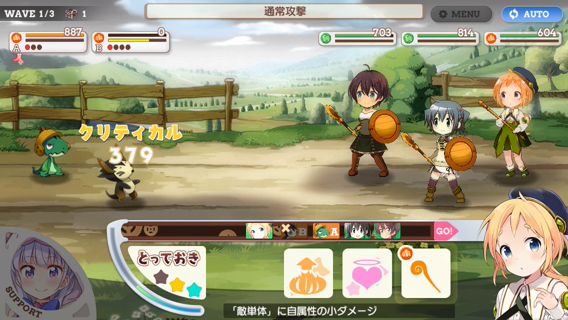 WAVE 1/3 1
通常攻撃
MENU
AUTO
A 887
B 0
703
814
604
クリティカル
379
B A GO!
とっておき
SUPPORT
「敵単体」に自属性の小ダメージ